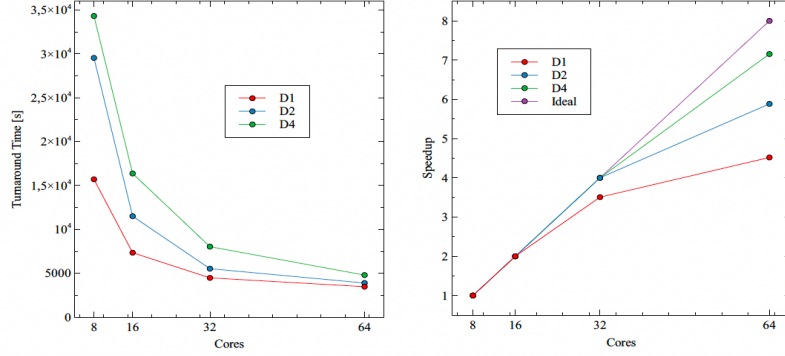 3,5×10⁴
3×10⁴
2,5×10⁴
2×10⁴
1,5×10⁴
1×10⁴
5000
0
Turnaround Time [s]
D1
D2
D4
8 16 32 64
Cores
8
7
6
5
4
3
2
1
Speedup
D1
D2
D4
Ideal
8 16 32 64
Cores